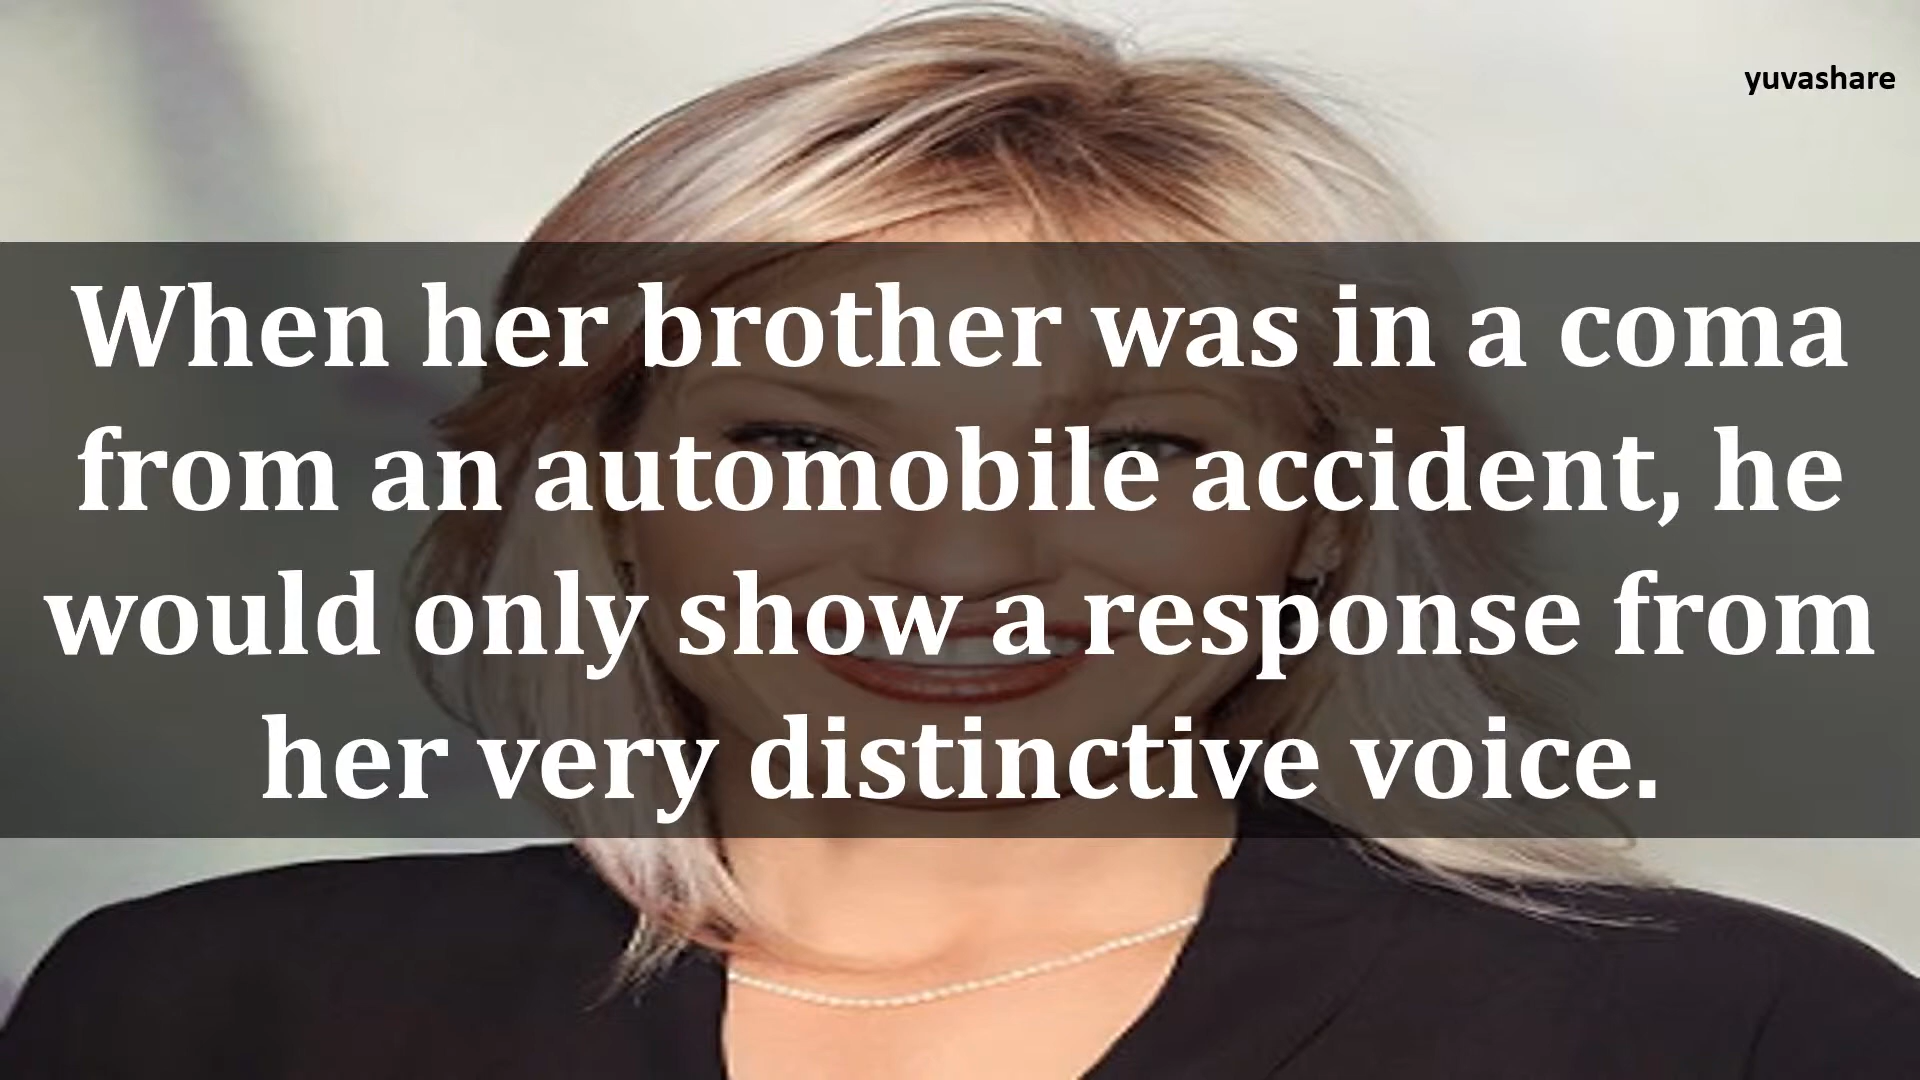 yuvashare
When her brother was in a coma
from an automobile accident, he
would only show a response from
her very distinctive voice.